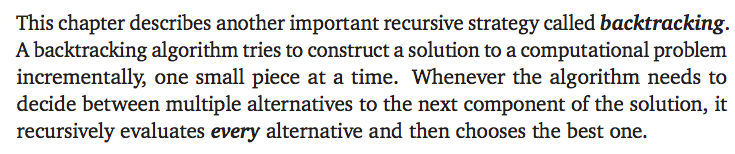 This chapter describes another important recursive strategy called backtracking.
A backtracking algorithm tries to construct a solution to a computational problem
incrementally, one small piece at a time. Whenever the algorithm needs to
decide between multiple alternatives to the next component of the solution, it
recursively evaluates every alternative and then chooses the best one.